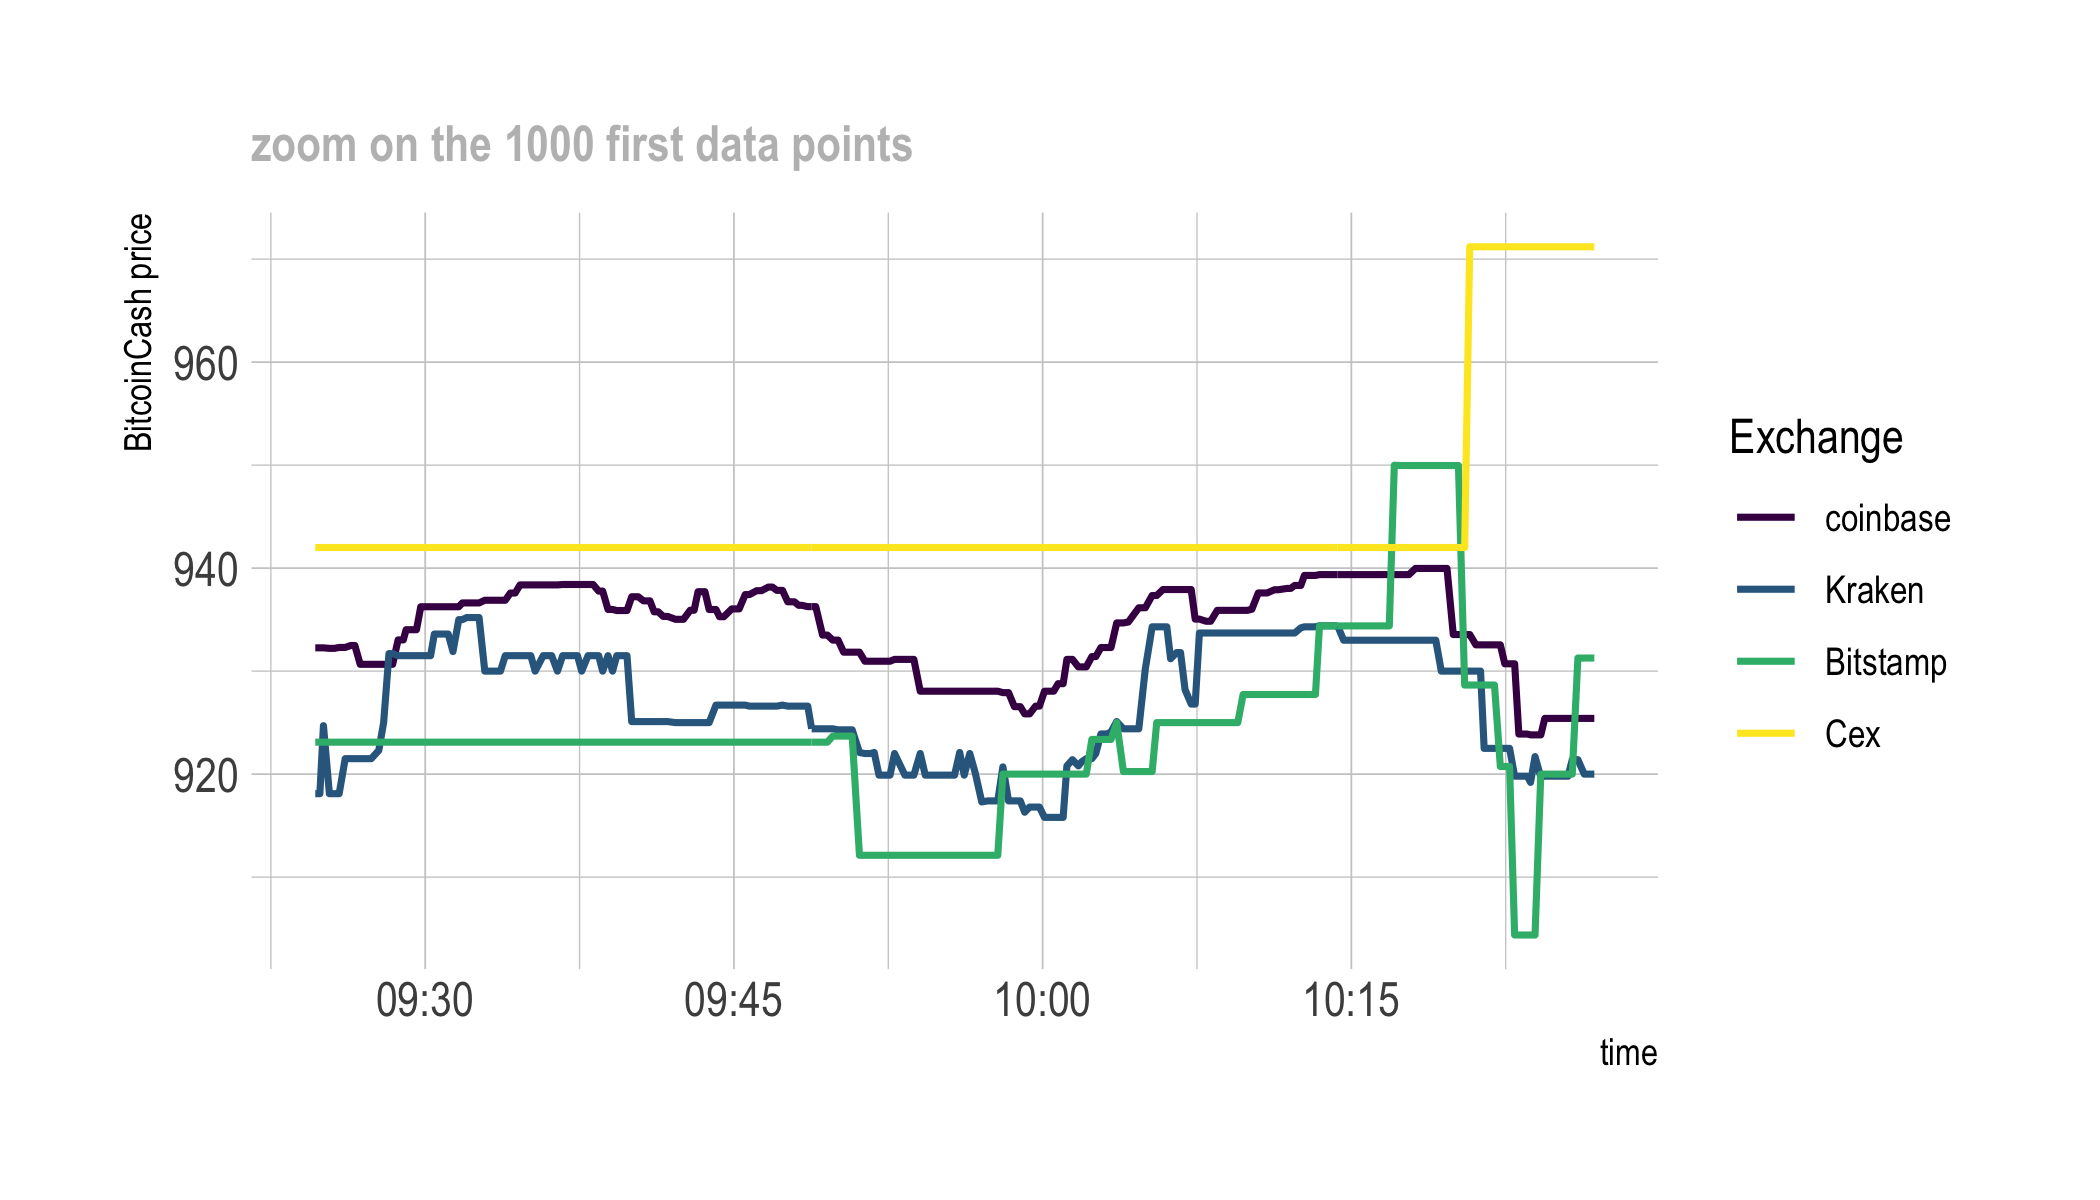 zoom on the 1000 first data points
BitcoinCash price
960
940
920
09:30 09:45 10:00 10:15
time
Exchange
coinbase
Kraken
Bitstamp
Cex